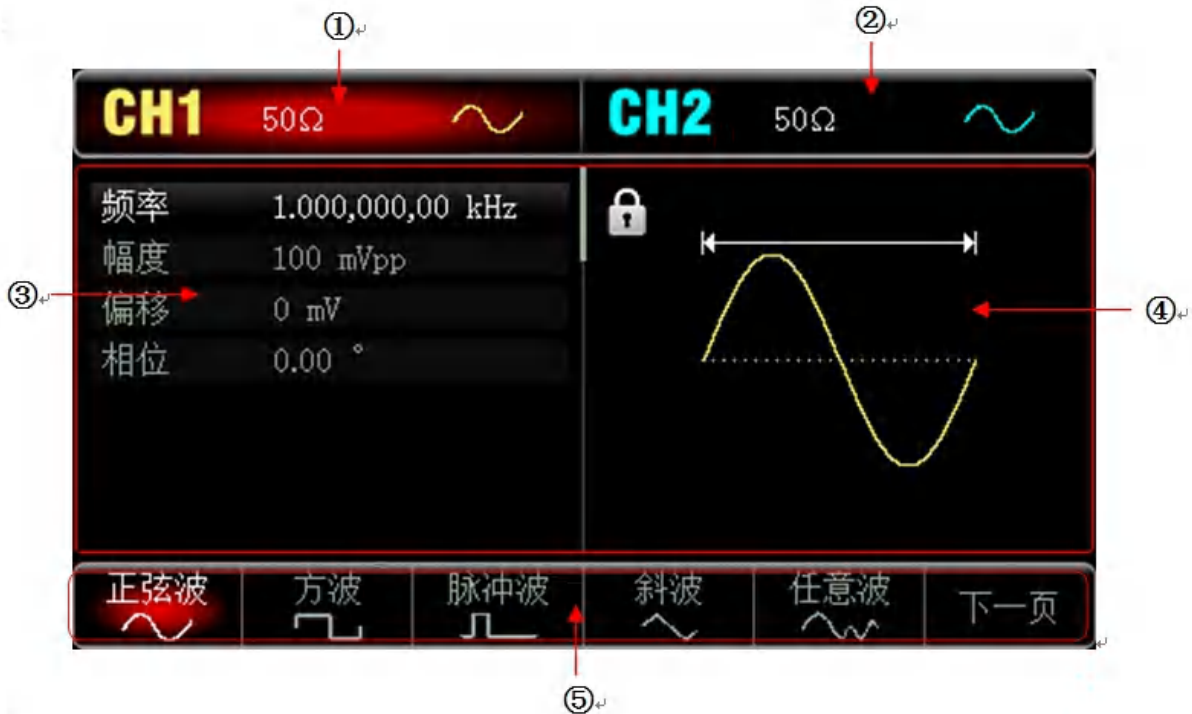 ① ②
CH1 50Ω CH2 50Ω
频率 1.000,000,00 kHz
幅度 100 mVpp
③
偏移 0 mV
④
相位 0.00 °
正弦波 方波 脉冲波 斜波 任意波 下一页
⑤